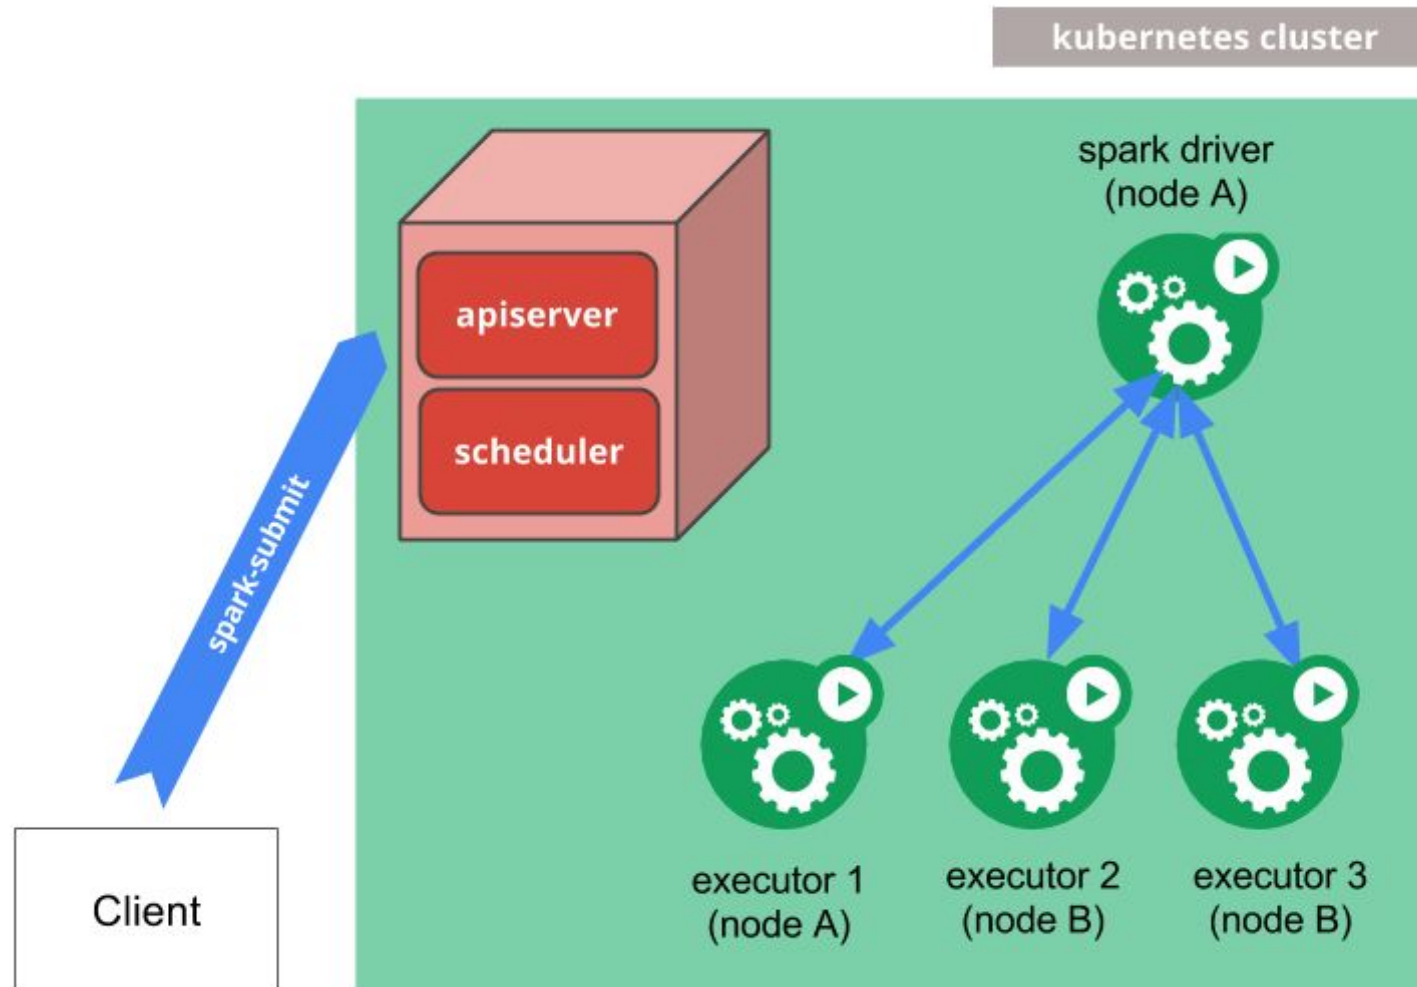 kubernetes cluster
spark driver
(node A)
apiserver
scheduler
spark-submit
executor 1
(node A)
executor 2
(node B)
executor 3
(node B)
Client